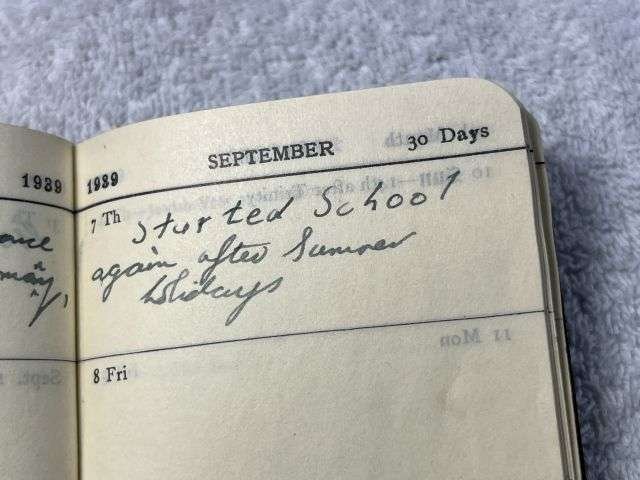 1939
1939 SEPTEMBER 30 Days
7 Th Started School
again after Summer
holidays
8 Fri
11 Mon